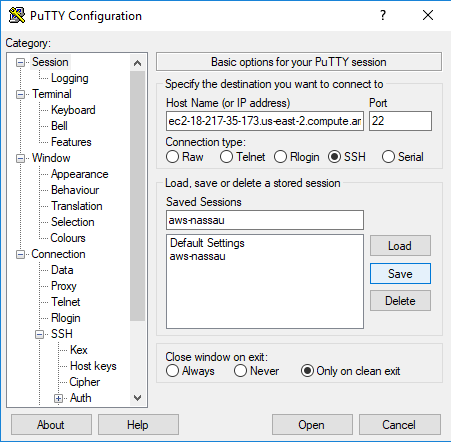 PuTTY Configuration
?
Category:
Session
Logging
Terminal
Keyboard
Bell
Features
Window
Appearance
Behaviour
Translation
Selection
Colours
Connection
Data
Proxy
Telnet
Rlogin
SSH
Kex
Host keys
Cipher
Auth
Basic options for your PuTTY session
Specify the destination you want to connect to
Host Name (or IP address) Port
ec2-18-217-35-173.us-east-2.compute.ar 22
Connection type:
Raw Telnet Rlogin SSH Serial
Load, save or delete a stored session
Saved Sessions
aws-nassau
Default Settings
aws-nassau
Load
Save
Delete
Close window on exit:
Always Never Only on clean exit
About Help Open Cancel